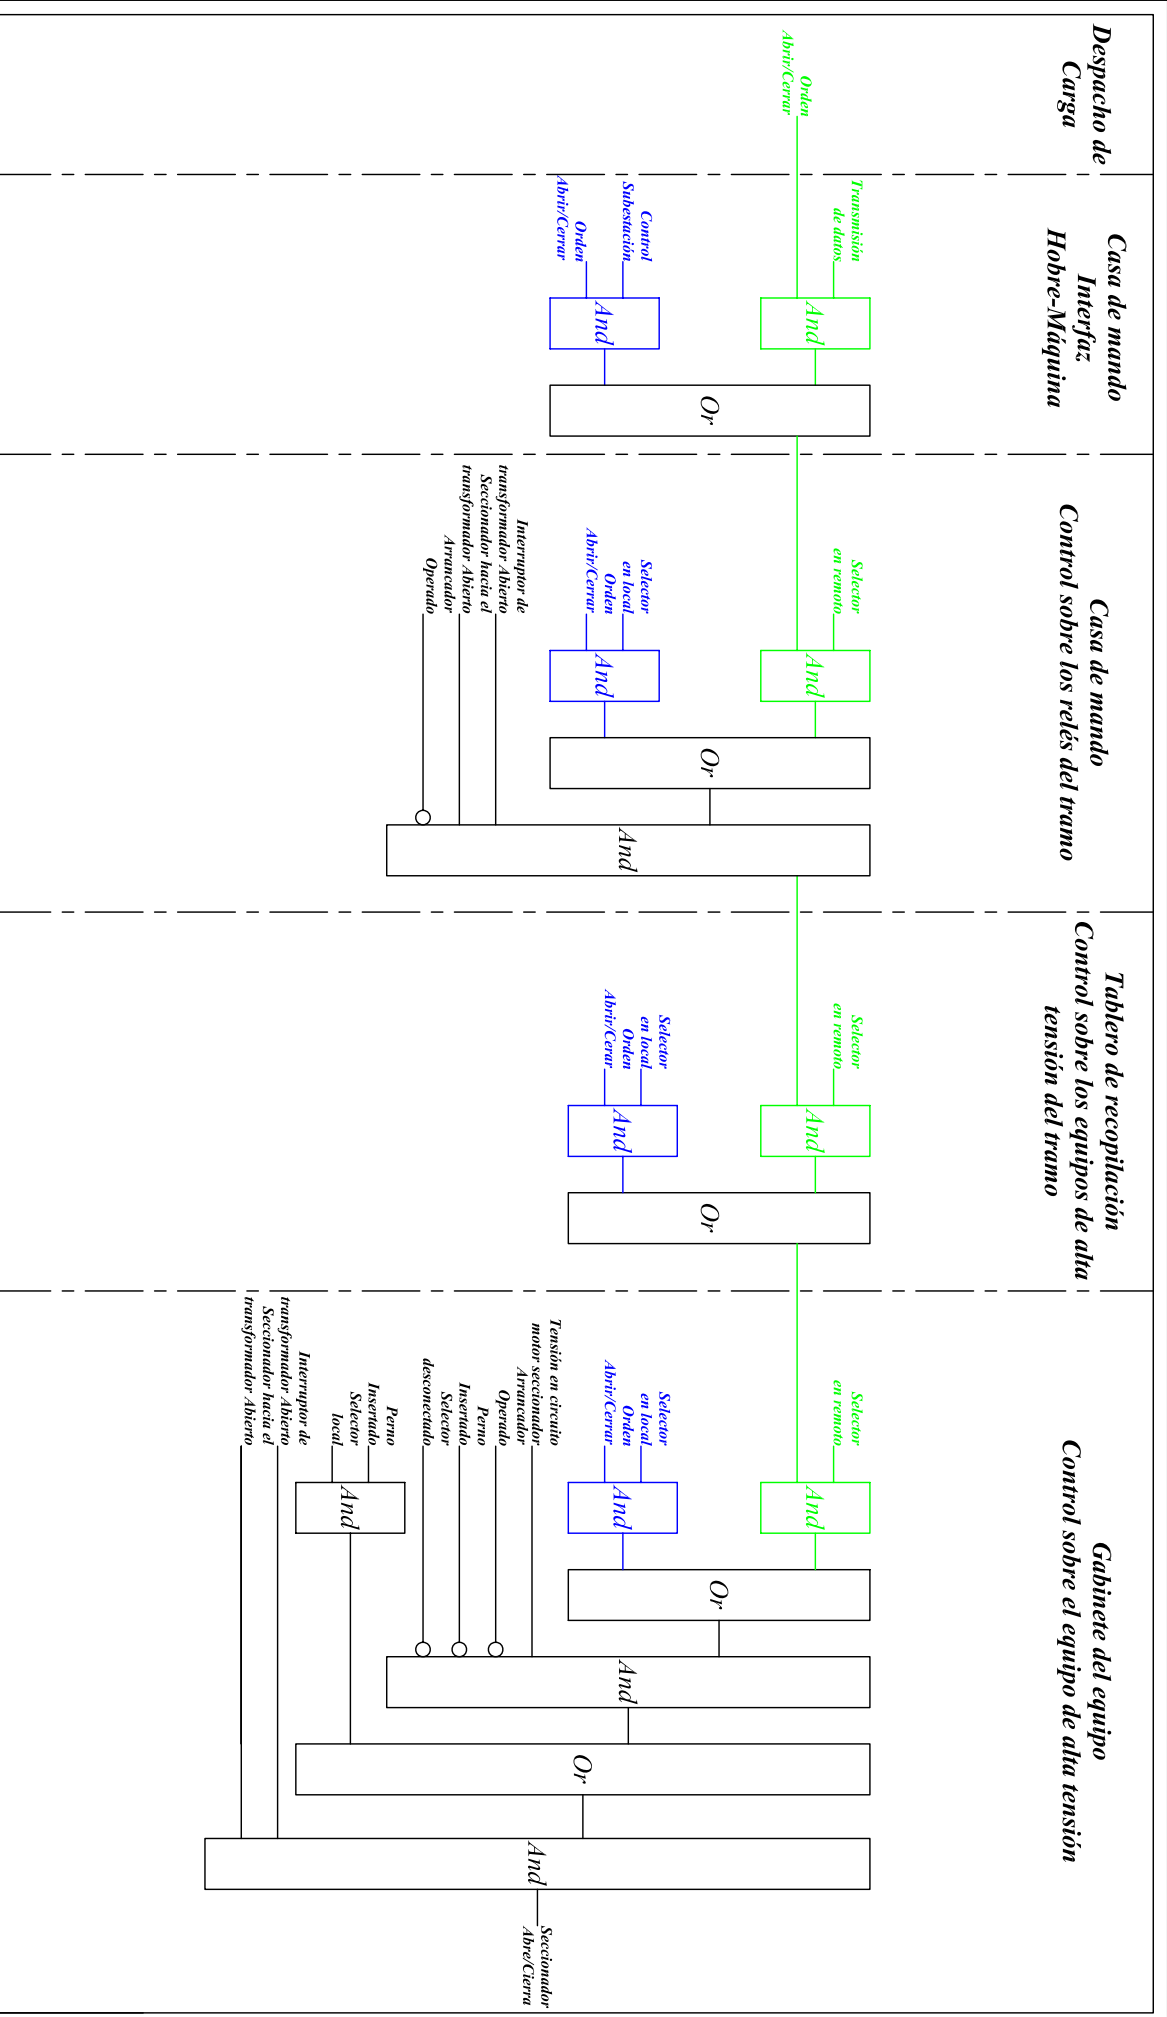 Despacho de
Carga
Orden
Abrir/Cerrar
Casa de mando
Interfaz
Hobre-Máquina
Transmisión
de datos
And
Control
Subestación
Orden
Abrir/Cerrar
And
Or
Casa de mando
Control sobre los relés del tramo
Selector
en remoto
And
Selector
en local
Orden
Abrir/Cerrar
And
Or
Interruptor de
transformador Abierto
Seccionador hacia el
transformador Abierto
Arrancador
Operado
And
Tablero de recopilación
Control sobre los equipos de alta
tensión del tramo
Selector
en remoto
And
Selector
en local
Orden
Abrir/Cerar
And
Or
Gabinete del equipo
Control sobre el equipo de alta tensión
Selector
en remoto
And
Selector
en local
Orden
Abrir/Cerrar
And
Or
Tensión en circuito
motor seccionador
Arrancador
Operado
Perno
Insertado
Selector
desconectado
And
Perno
Insertado
Selector
local
And
Or
Interruptor de
transformador Abierto
Seccionador hacia el
transformador Abierto
And
Seccionador
Abre/Cierra